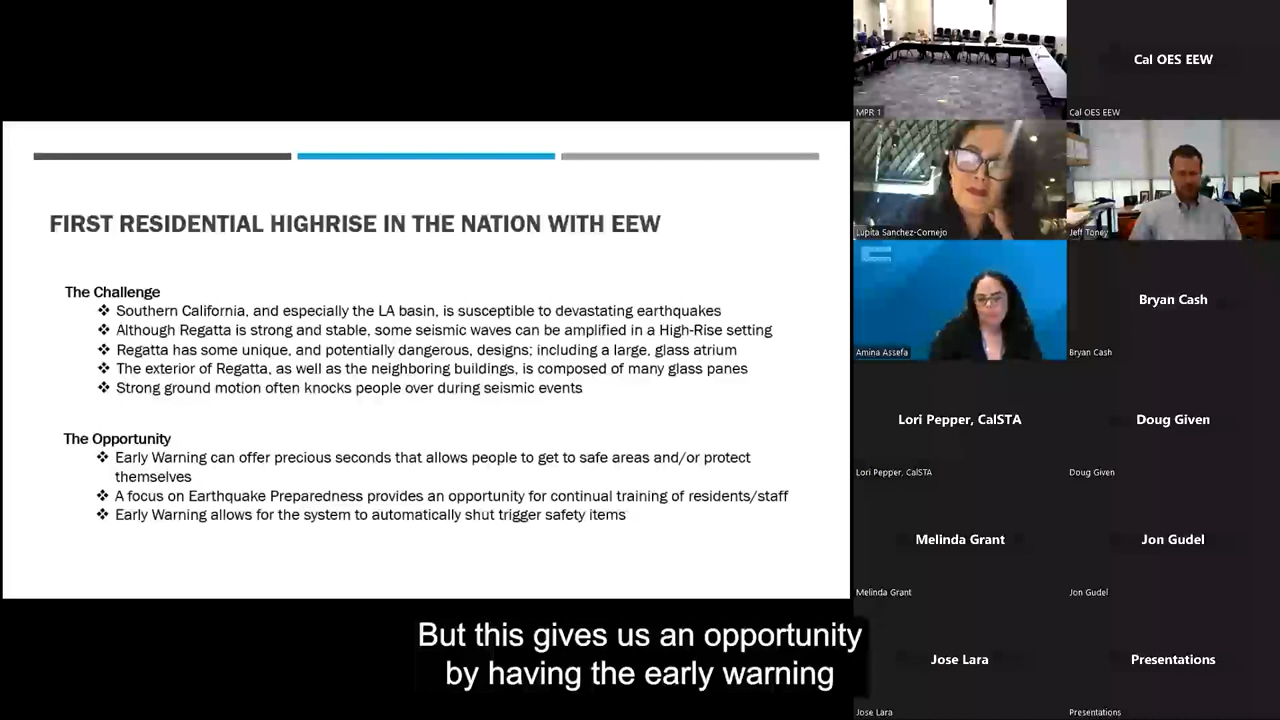 FIRST RESIDENTIAL HIGHRISE IN THE NATION WITH EEW
The Challenge
❖ Southern California, and especially the LA basin, is susceptible to devastating earthquakes
❖ Although Regatta is strong and stable, some seismic waves can be amplified in a High-Rise setting
❖ Regatta has some unique, and potentially dangerous, designs; including a large, glass atrium
❖ The exterior of Regatta, as well as the neighboring buildings, is composed of many glass panes
❖ Strong ground motion often knocks people over during seismic events
The Opportunity
❖ Early Warning can offer precious seconds that allows people to get to safe areas and/or protect
themselves
❖ A focus on Earthquake Preparedness provides an opportunity for continual training of residents/staff
❖ Early Warning allows for the system to automatically shut trigger safety items
But this gives us an opportunity
by having the early warning
MPR 1
Cal OES EEW
Cal OES EEW
Lupita Sanchez-Cornejo
Jeff Toney
Amina Assefa
Bryan Cash
Bryan Cash
Lori Pepper, CalSTA
Lori Pepper, CalSTA
Doug Given
Doug Given
Melinda Grant
Melinda Grant
Jon Gudel
Jon Gudel
Jose Lara
Jose Lara
Presentations
Presentations